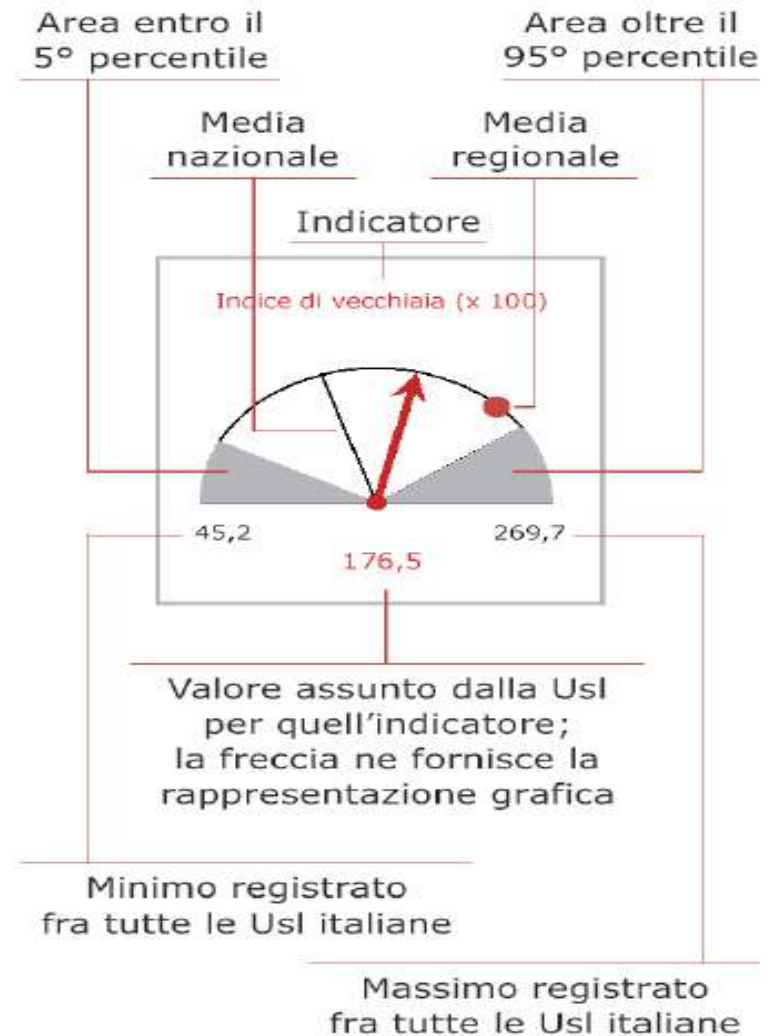 Area entro il
5° percentile
Area oltre il
95° percentile
Media
nazionale
Media
regionale
Indicatore
Indice di vecchiaia (x 100)
45,2
269,7
176,5
Valore assunto dalla Usl
per quell'indicatore;
la freccia ne fornisce la
rappresentazione grafica
Minimo registrato
fra tutte le Usl italiane
Massimo registrato
fra tutte le Usl italiane